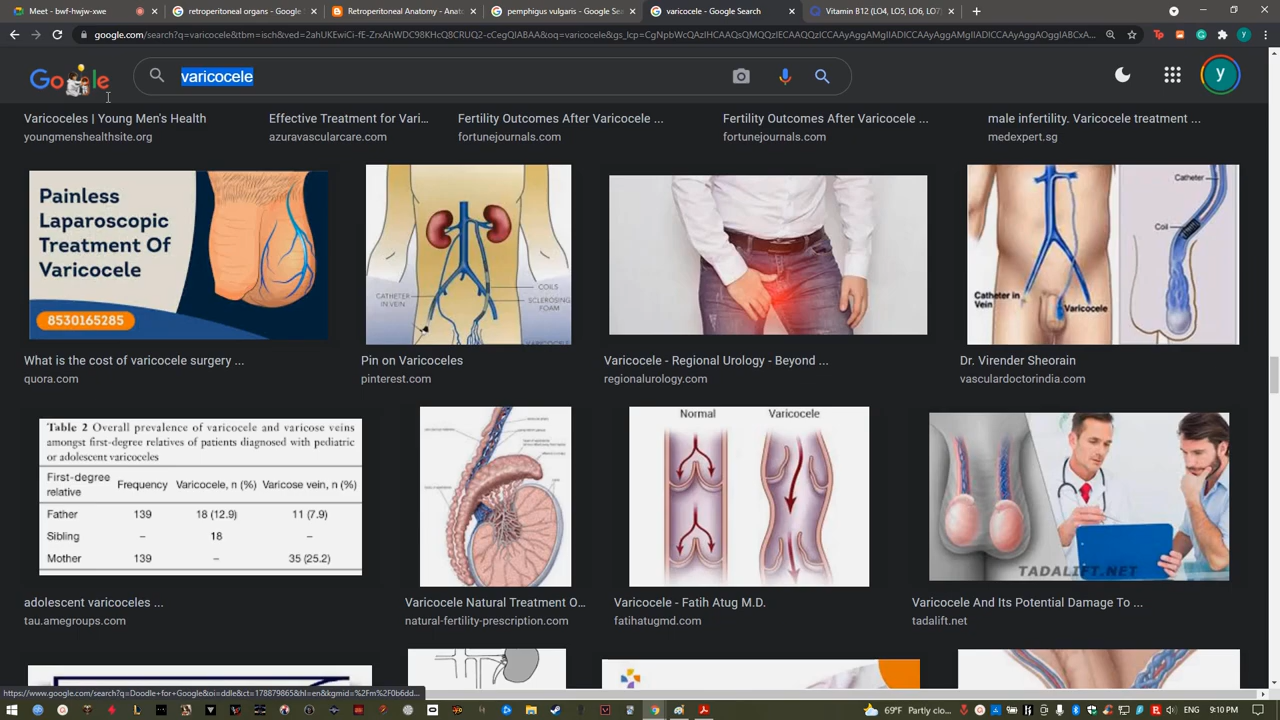 Meet - bwf-hwjw-xwe
retroperitoneal organs - Google S
Retroperitoneal Anatomy - Anato
pemphigus vulgaris - Google Sea
varicocele - Google Search
Vitamin B12 (LO4, LO5, LO6, LO7)
google.com/search?q=varicocele&tbm=isch&ved=2ahUKEwiCi-fE-ZrxAhWDC98KHQ8CRUQ2-cCegQIABAA&oq=varicocele&gs_lcp=
Google
varicocele
y
Varicoceles | Young Men's Health
youngmenshealthsite.org
Effective Treatment for Vari...
azuravascularcare.com
Fertility Outcomes After Varicocele ...
fortunejournals.com
Fertility Outcomes After Varicocele ...
fortunejournals.com
male infertility. Varicocele treatment ...
medexpert.sg
Painless
Laparoscopic
Treatment Of
Varicocele
8530165285
CATHETER
IN VEIN
COILS
SCLEROSING
FOAM
VARICOCELE
Catheter in
Vein
Varicocele
Catheter
Coil
What is the cost of varicocele surgery ...
quora.com
Pin on Varicoceles
pinterest.com
Varicocele - Regional Urology - Beyond ...
regionalurology.com
Dr. Virender Sheorain
vasculardoctorindia.com
Table 2 Overall prevalence of varicocele and varicose veins
amongst first-degree relatives of patients diagnosed with pediatric
or adolescent varicoceles
First-degree relative Frequency Varicocele, n (%) Varicose vein, n (%)
Father 139 18 (12.9) 11 (7.9)
Sibling – 18 –
Mother 139 – 35 (25.2)
Normal
Varicocele
TADALIFT.NET
adolescent varicoceles ...
tau.amegroups.com
Varicocele Natural Treatment O...
natural-fertility-prescription.com
Varicocele - Fatih Atug M.D.
fatihatugmd.com
Varicocele And Its Potential Damage To ...
tadalift.net
https://www.google.com/search?q=Doodle+for+Google&oi=ddle&ct=178879865&hl=en&kgmid=%2Fm%2F0b6dd...
69°F Partly clo...
ENG
9:10 PM